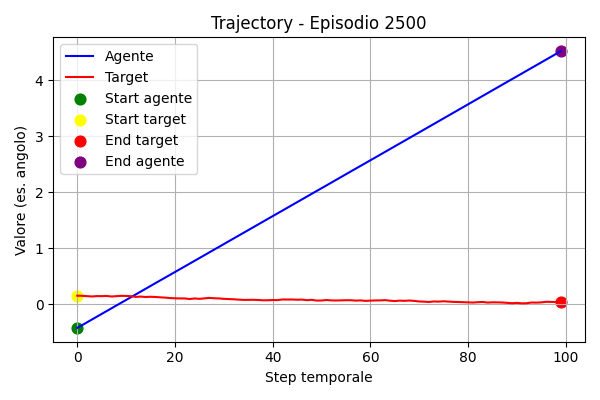 Trajectory - Episodio 2500
Agente
Target
Start agente
Start target
End target
End agente
Valore (es. angolo)
4
3
2
1
0
0
20
40
60
80
100
Step temporale